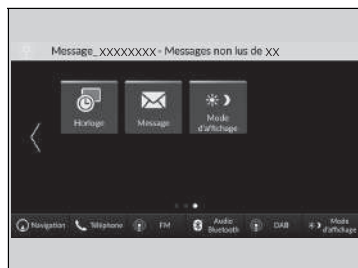 Message_XXXXXXXX - Messages non lus de XX
Horloge
Message
Mode
d'affichage
Navigation Téléphone FM Audio
Bluetooth DAB Mode
d'affichage